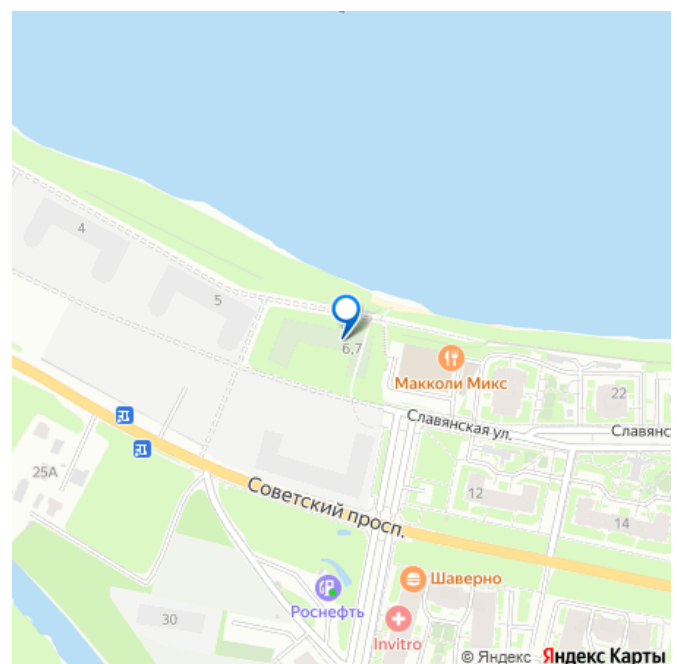 4
5
6,7
Макколи Микс
22
Славянская ул.
Славянс
25А
Советский просп.
12
14
Шаверно
Роснефть
30
Invitro
© Яндекс Яндекс Карты